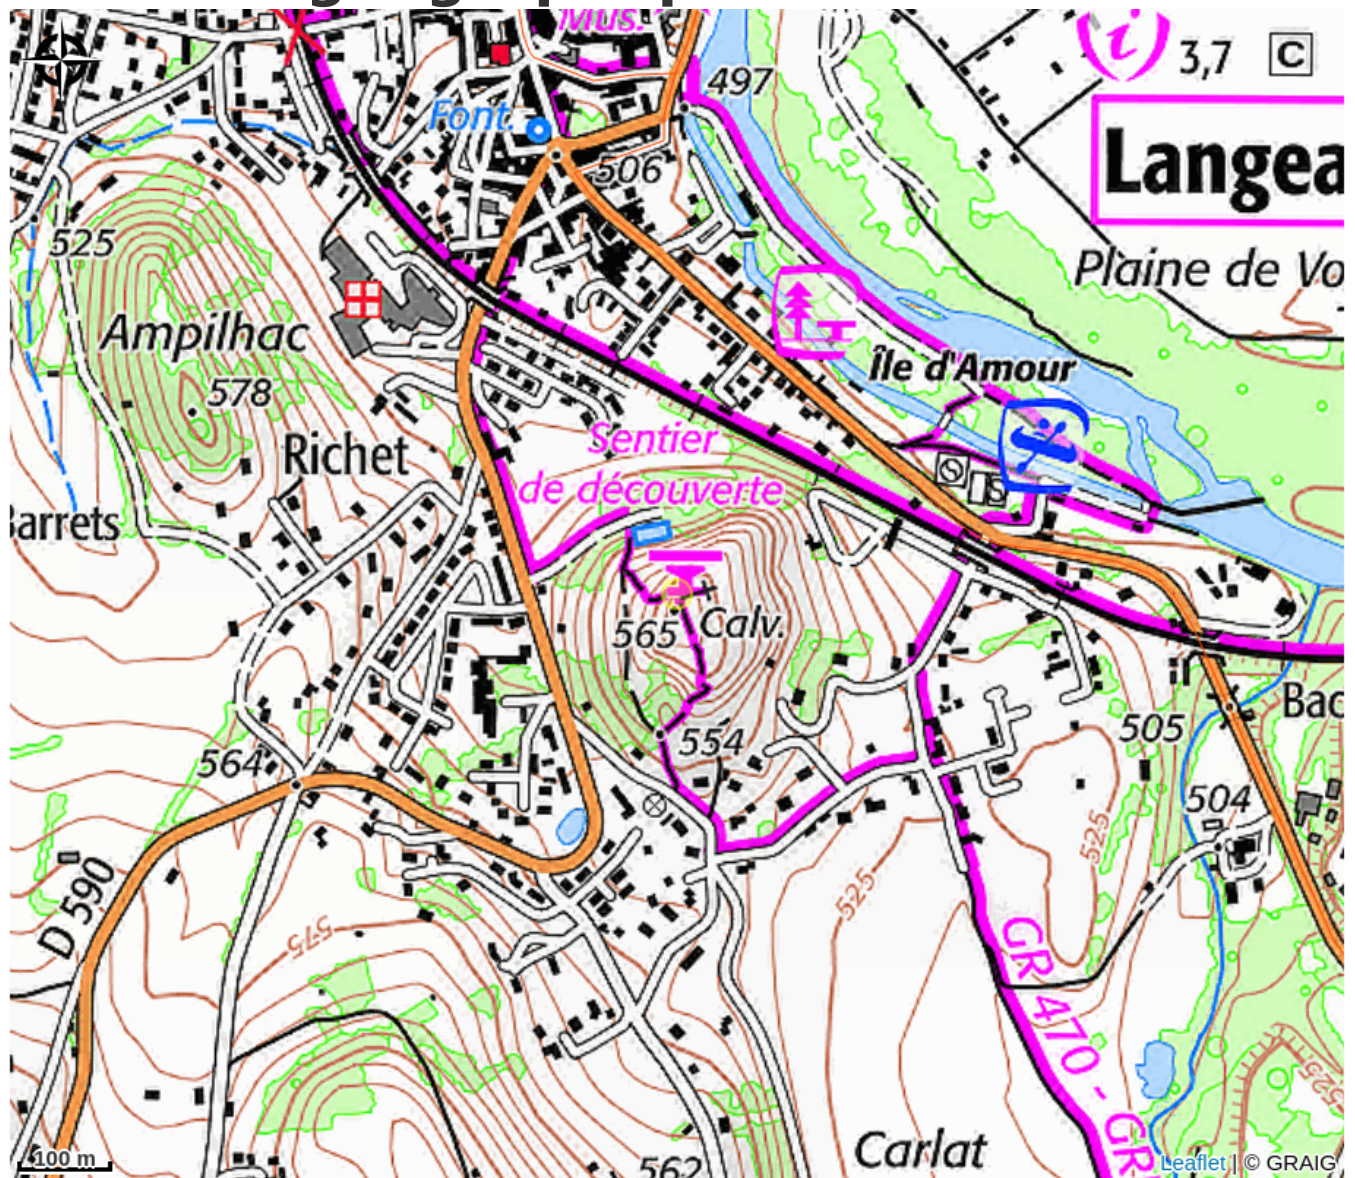 Mus.
497
i
3,7 C
Font.
506
Langea
525
Plaine de Vo
Ampilhac
Île d'Amour
578
Richet
Sentier
de découverte
Barrets
565 Calv.
Bac
505
554
564
504
525
525
D 590
575
GR 470 - GR
525
Carlat
562
100 m
Leaflet | © GRAIG